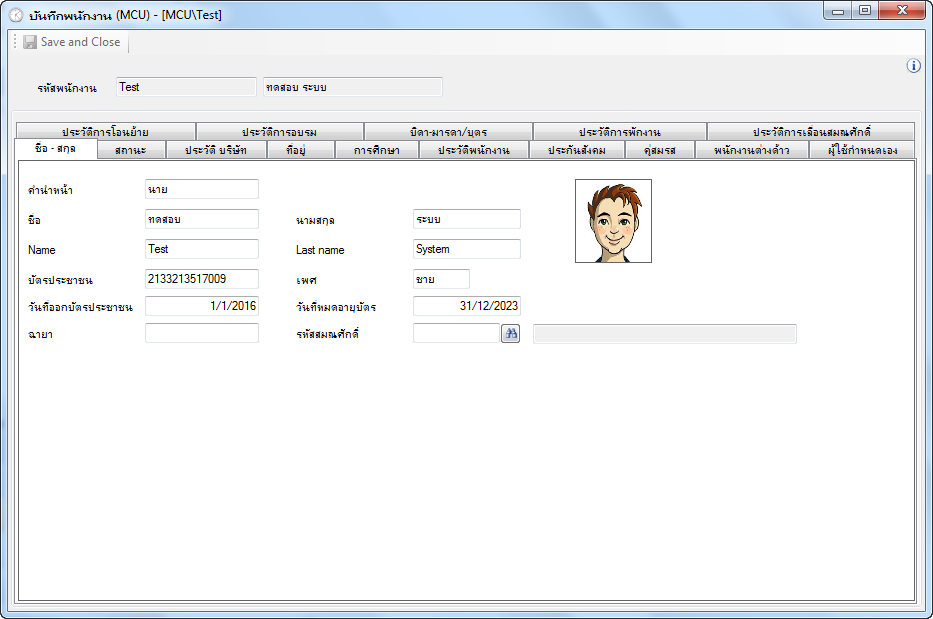 บันทึกพนักงาน (MCU) - [MCU\Test]
Save and Close
รหัสพนักงาน Test ทดสอบ ระบบ
ประวัติการโอนย้าย ประวัติการอบรม บิดา-มารดา/บุตร ประวัติการพักงาน ประวัติการเลื่อนสมณศักดิ์
ชื่อ - สกุล สถานะ ประวัติ บริษัท ที่อยู่ การศึกษา ประวัติพนักงาน ประกันสังคม คู่สมรส พนักงานต่างด้าว ผู้ใช้กำหนดเอง
คำนำหน้า นาย
ชื่อ ทดสอบ นามสกุล ระบบ
Name Test Last name System
บัตรประชาชน 2133213517009 เพศ ชาย
วันที่ออกบัตรประชาชน 1/1/2016 วันที่หมดอายุบัตร 31/12/2023
ฉายา รหัสสมณศักดิ์